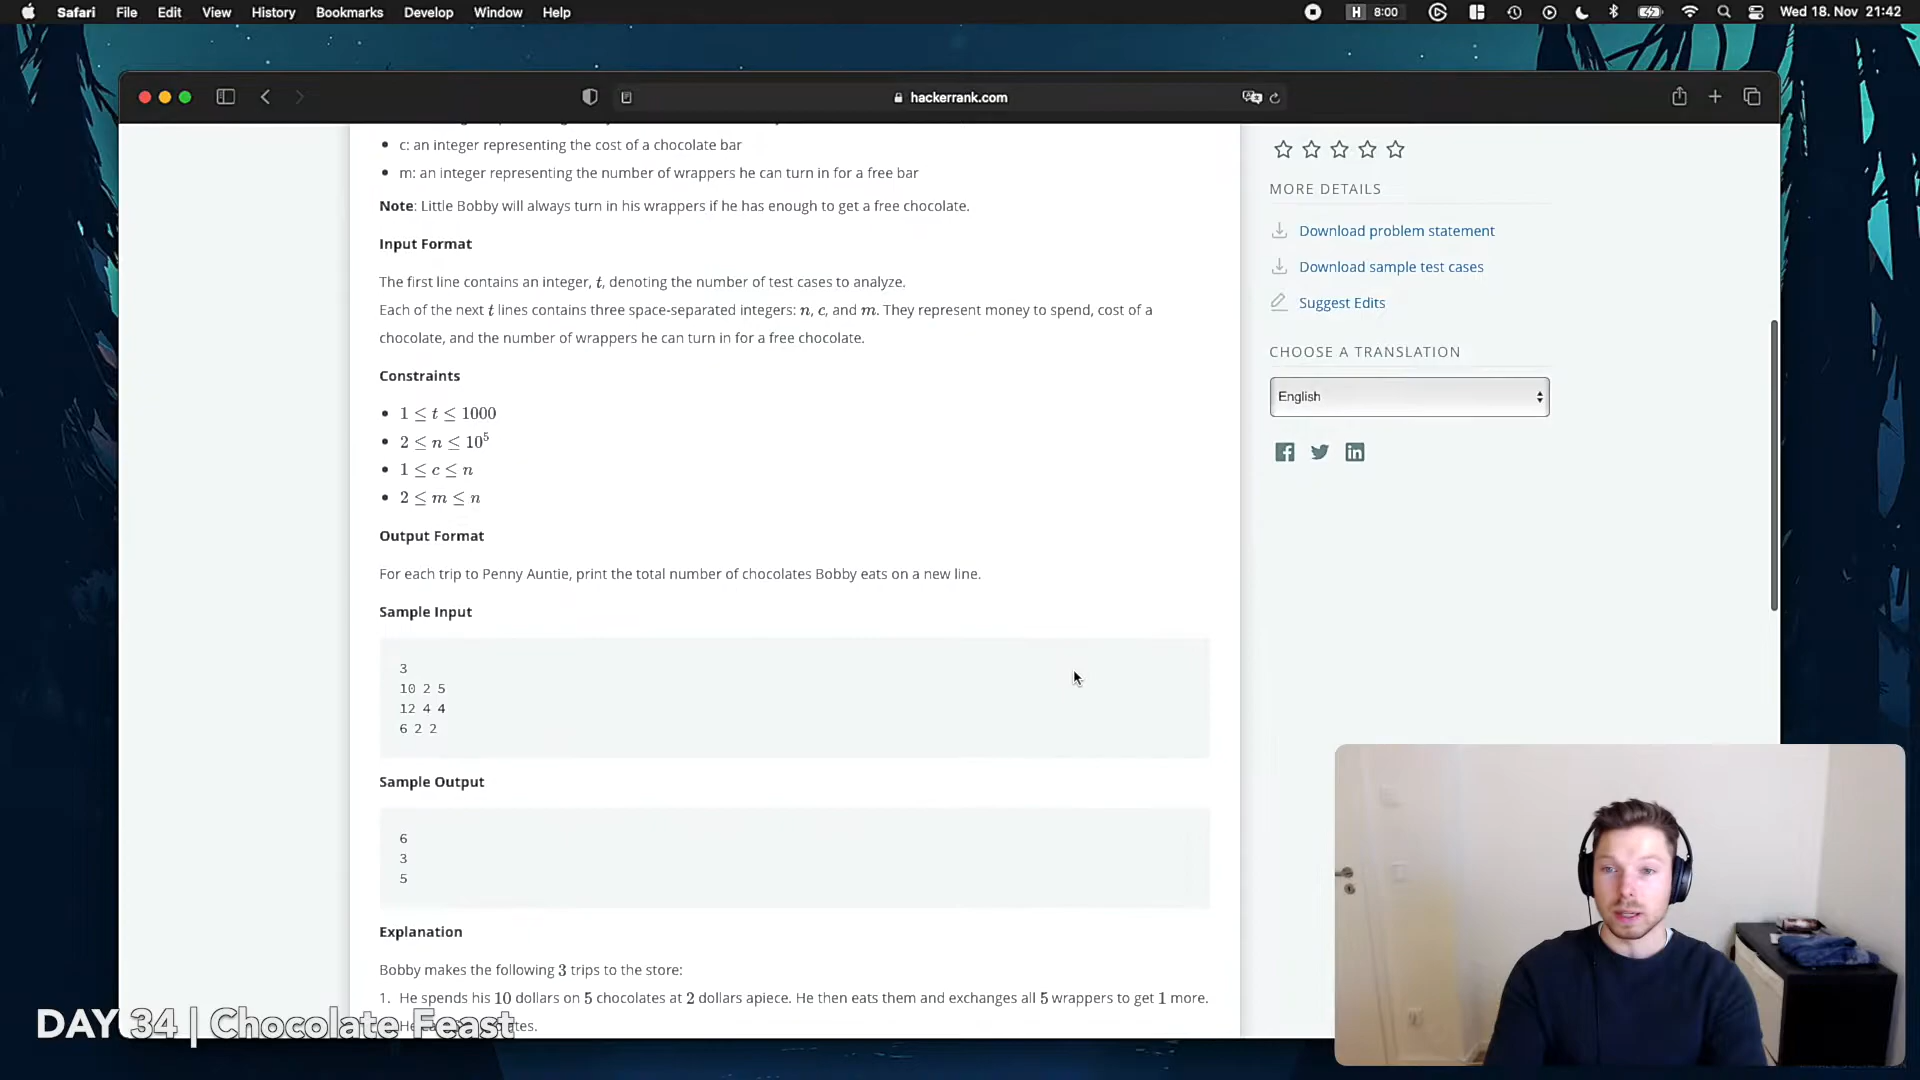 Safari File Edit View History Bookmarks Develop Window Help
H 8:00
Wed 18. Nov 21:42
hackerrank.com
• c: an integer representing the cost of a chocolate bar
• m: an integer representing the number of wrappers he can turn in for a free bar
Note: Little Bobby will always turn in his wrappers if he has enough to get a free chocolate.
Input Format
The first line contains an integer, t, denoting the number of test cases to analyze.
Each of the next t lines contains three space-separated integers: n, c, and m. They represent money to spend, cost of a
chocolate, and the number of wrappers he can turn in for a free chocolate.
Constraints
• 1 ≤ t ≤ 1000
• 2 ≤ n ≤ 10⁵
• 1 ≤ c ≤ n
• 2 ≤ m ≤ n
Output Format
For each trip to Penny Auntie, print the total number of chocolates Bobby eats on a new line.
Sample Input
3
10 2 5
12 4 4
6 2 2
Sample Output
6
3
5
Explanation
Bobby makes the following 3 trips to the store:
1. He spends his 10 dollars on 5 chocolates at 2 dollars apiece. He then eats them and exchanges all 5 wrappers to get 1 more.
He
MORE DETAILS
Download problem statement
Download sample test cases
Suggest Edits
CHOOSE A TRANSLATION
English
DAY 34 | Chocolate Feast